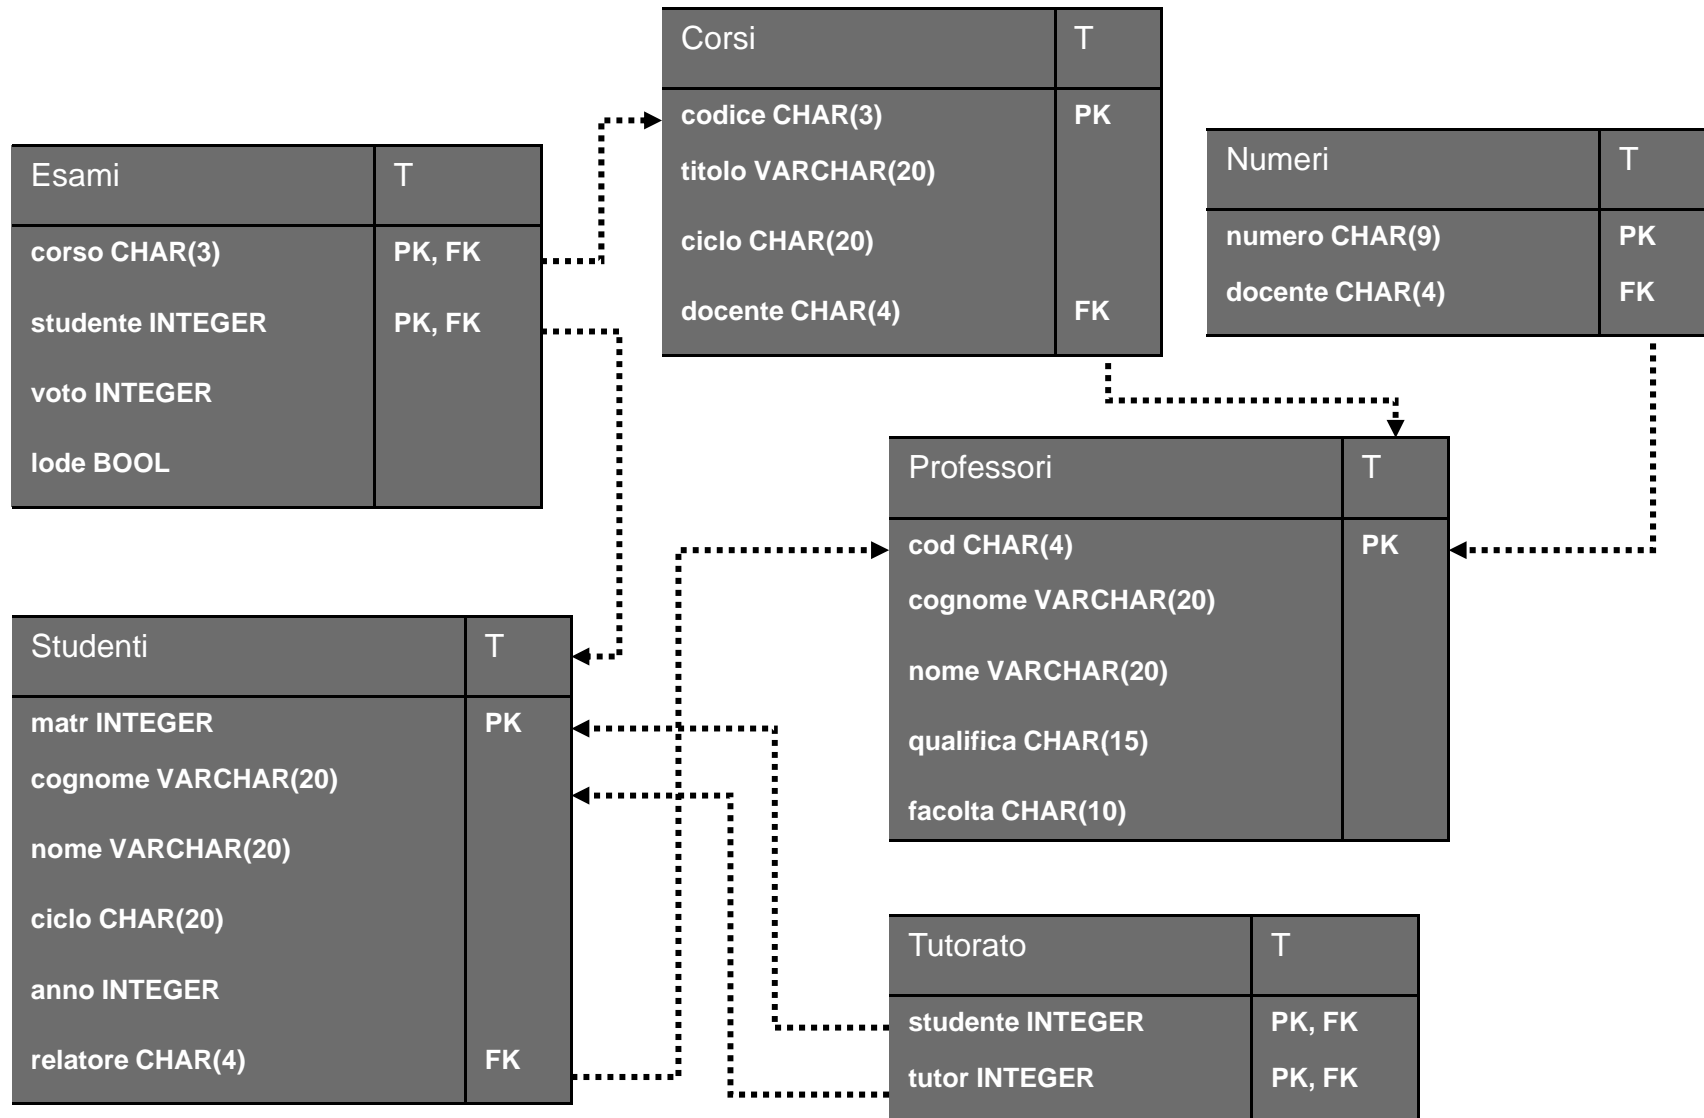 Corsi T
codice CHAR(3) PK
titolo VARCHAR(20)
ciclo CHAR(20)
docente CHAR(4) FK
Numeri T
numero CHAR(9) PK
docente CHAR(4) FK
Esami T
corso CHAR(3) PK, FK
studente INTEGER PK, FK
voto INTEGER
lode BOOL
Professori T
cod CHAR(4) PK
cognome VARCHAR(20)
nome VARCHAR(20)
qualifica CHAR(15)
facolta CHAR(10)
Studenti T
matr INTEGER PK
cognome VARCHAR(20)
nome VARCHAR(20)
ciclo CHAR(20)
anno INTEGER
relatore CHAR(4) FK
Tutorato T
studente INTEGER PK, FK
tutor INTEGER PK, FK